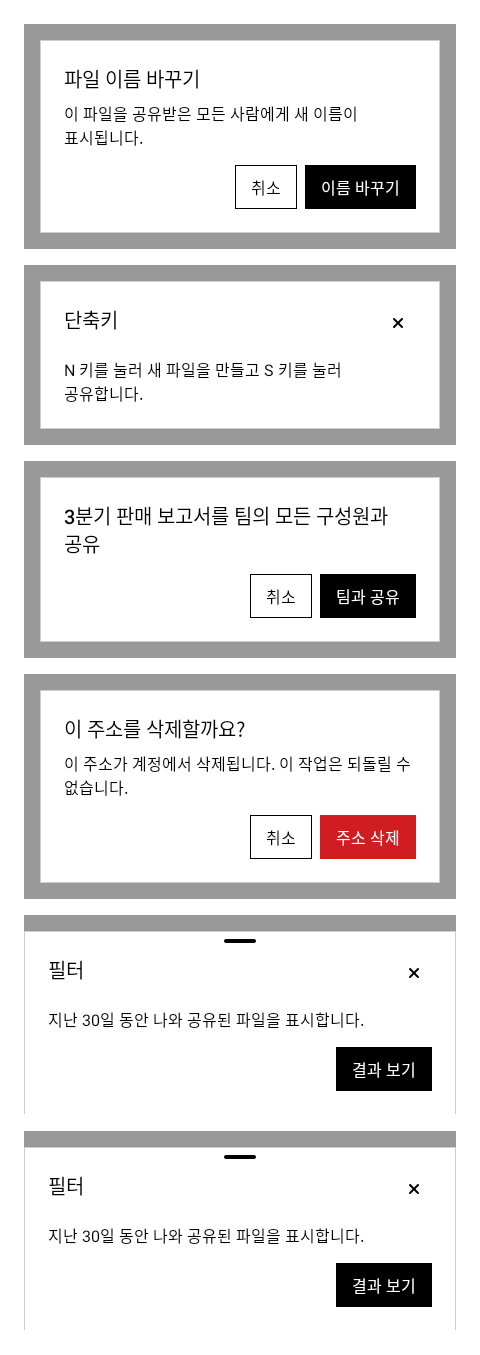 파일 이름 바꾸기
이 파일을 공유받은 모든 사람에게 새 이름이
표시됩니다.
취소
이름 바꾸기
단축키
N 키를 눌러 새 파일을 만들고 S 키를 눌러
공유합니다.
3분기 판매 보고서를 팀의 모든 구성원과
공유
취소
팀과 공유
이 주소를 삭제할까요?
이 주소가 계정에서 삭제됩니다. 이 작업은 되돌릴 수
없습니다.
취소
주소 삭제
필터
지난 30일 동안 나와 공유된 파일을 표시합니다.
결과 보기
필터
지난 30일 동안 나와 공유된 파일을 표시합니다.
결과 보기